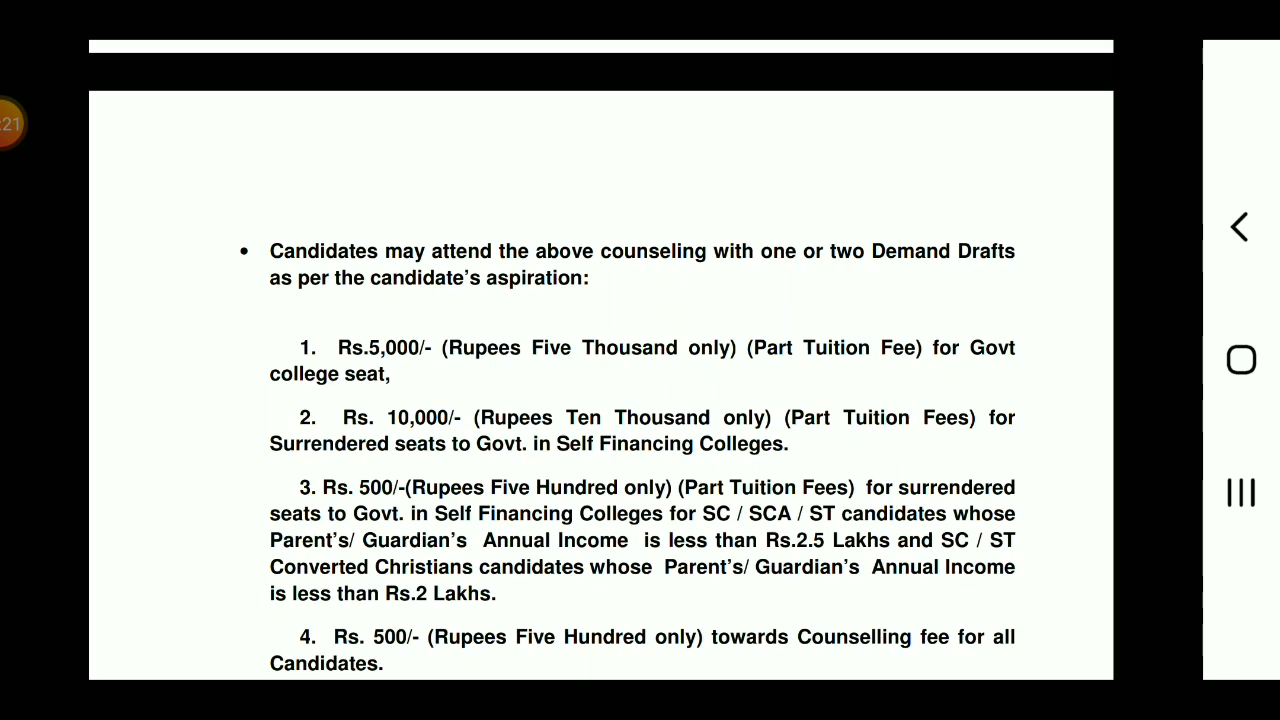 :21
• Candidates may attend the above counseling with one or two Demand Drafts
as per the candidate's aspiration:
1. Rs.5,000/- (Rupees Five Thousand only) (Part Tuition Fee) for Govt
college seat,
2. Rs. 10,000/- (Rupees Ten Thousand only) (Part Tuition Fees) for
Surrendered seats to Govt. in Self Financing Colleges.
3. Rs. 500/-(Rupees Five Hundred only) (Part Tuition Fees) for surrendered
seats to Govt. in Self Financing Colleges for SC / SCA / ST candidates whose
Parent's/ Guardian's Annual Income is less than Rs.2.5 Lakhs and SC / ST
Converted Christians candidates whose Parent's/ Guardian's Annual Income
is less than Rs.2 Lakhs.
4. Rs. 500/- (Rupees Five Hundred only) towards Counselling fee for all
Candidates.